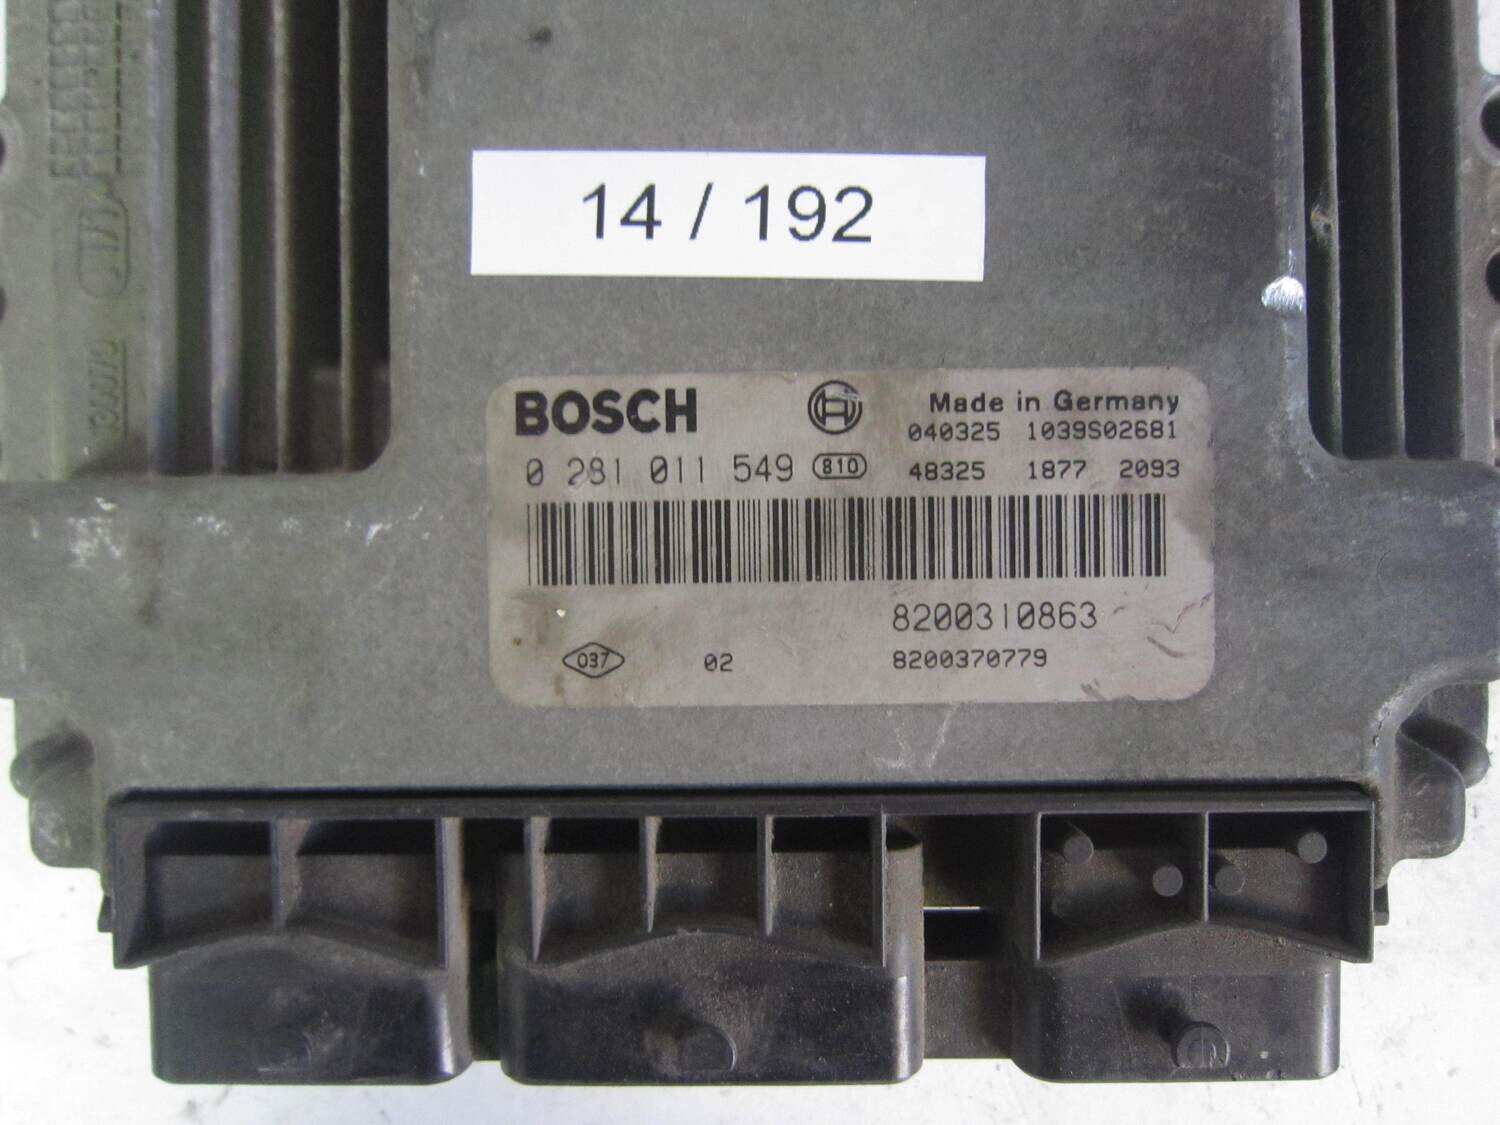 14 / 192
BOSCH
Made in Germany
040325 1039S02681
0 281 011 549 810 48325 1877 2093
8200310863
037 02 8200370779